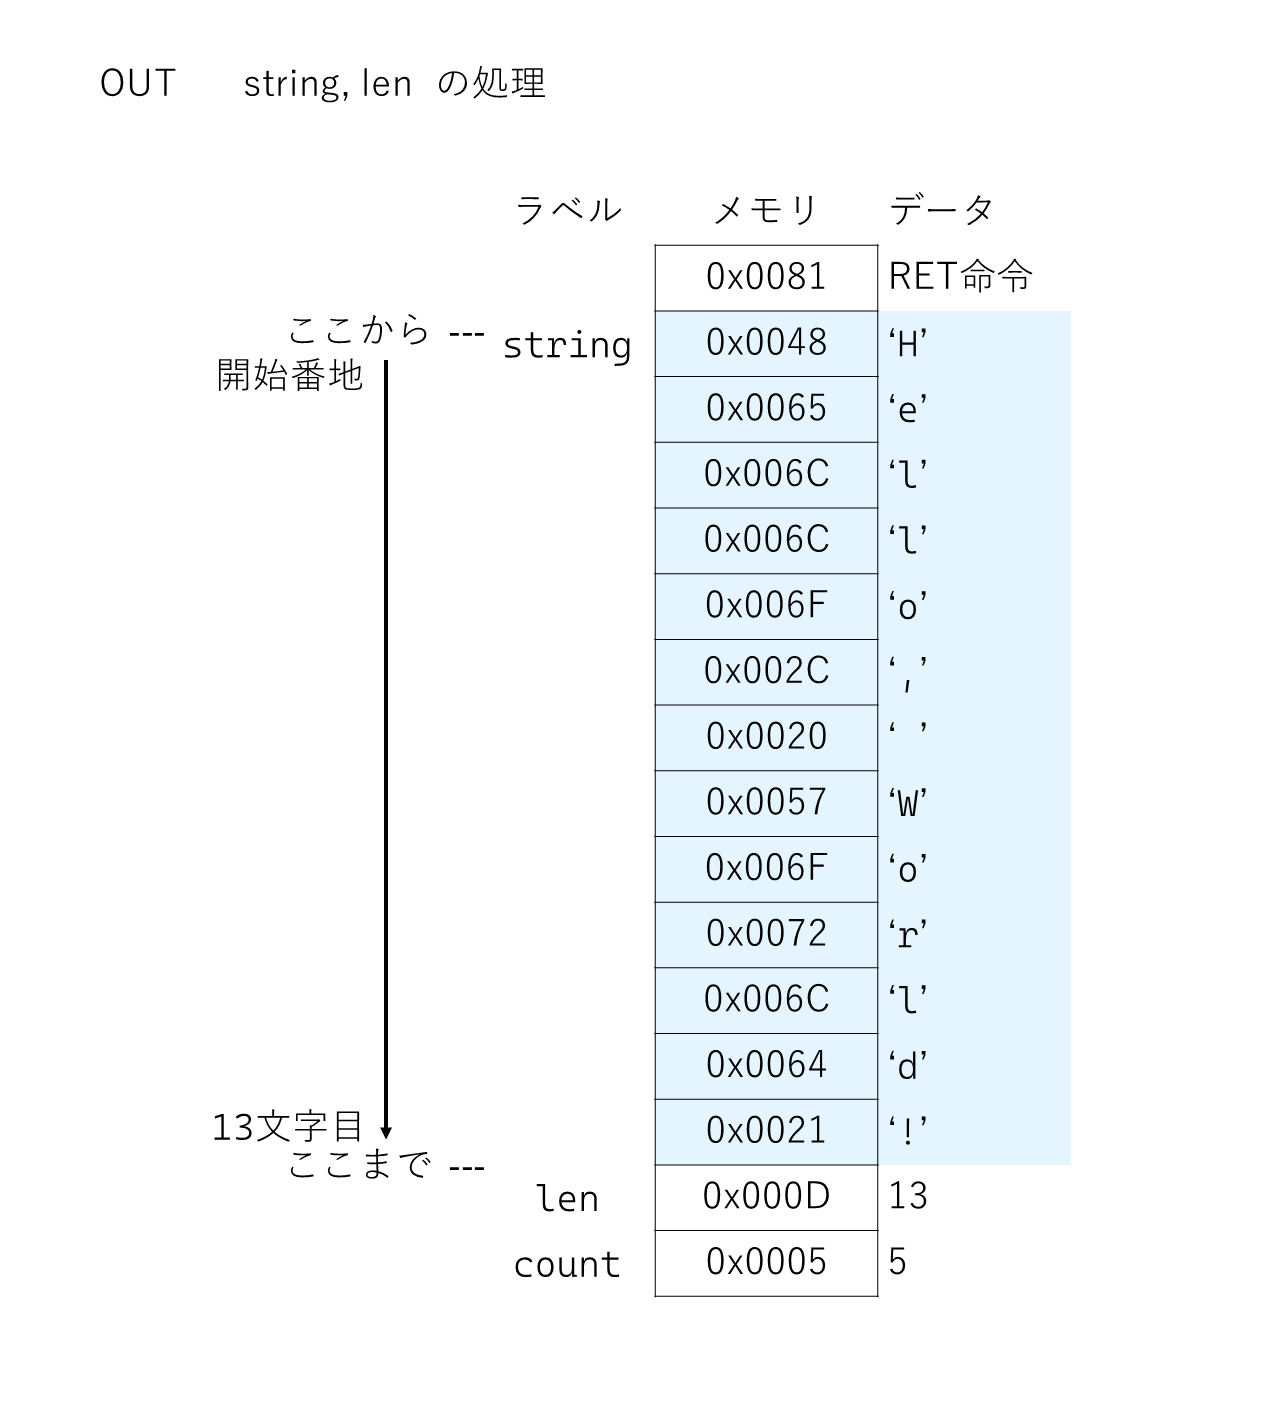 OUT string, len の処理
ラベル メモリ データ
0x0081 RET命令
ここから --- string 0x0048 ‘H’
開始番地
0x0065 ‘e’
0x006C ‘l’
0x006C ‘l’
0x006F ‘o’
0x002C ‘,’
0x0020 ‘ ’
0x0057 ‘W’
0x006F ‘o’
0x0072 ‘r’
0x006C ‘l’
0x0064 ‘d’
13文字目 0x0021 ‘!’
ここまで ---
len 0x000D 13
count 0x0005 5